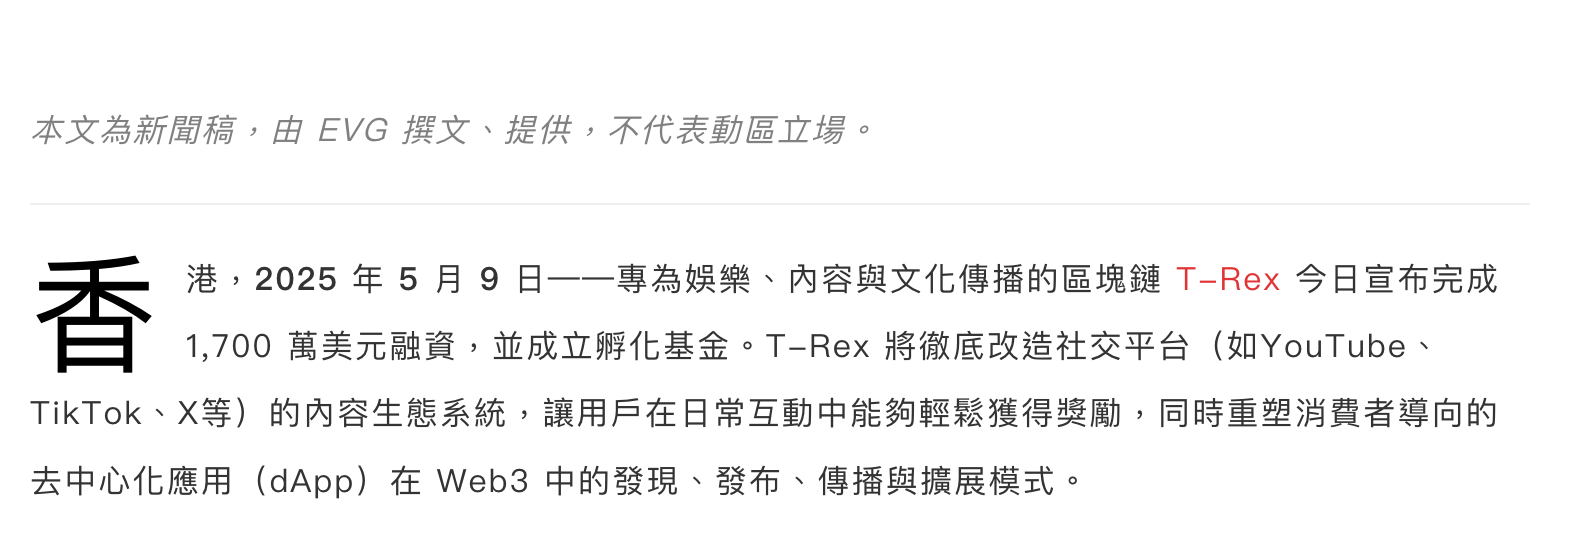 本文為新聞稿，由 EVG 撰文、提供，不代表動區立場。
香港，2025 年 5 月 9 日——專為娛樂、內容與文化傳播的區塊鏈 T-Rex 今日宣布完成
1,700 萬美元融資，並成立孵化基金。T-Rex 將徹底改造社交平台（如YouTube、
TikTok、X等）的內容生態系統，讓用戶在日常互動中能夠輕鬆獲得獎勵，同時重塑消費者導向的
去中心化應用（dApp）在 Web3 中的發現、發布、傳播與擴展模式。